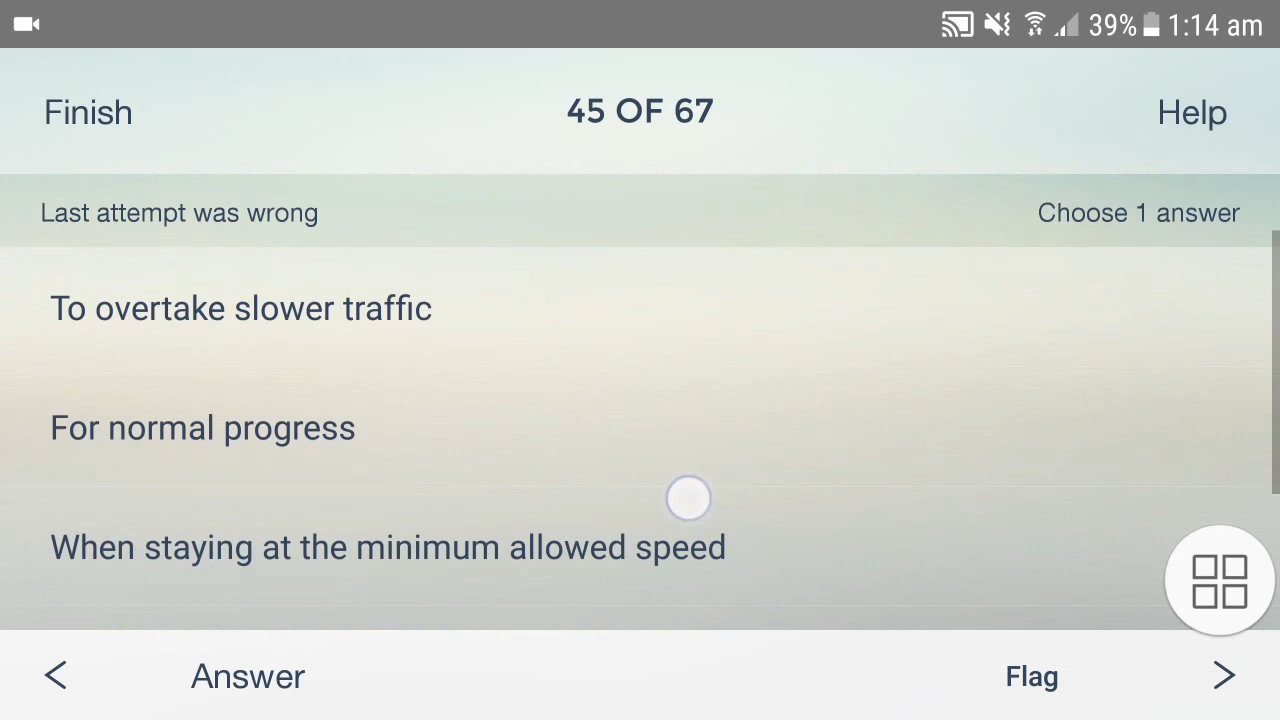 39% 1:14 am
Finish 45 OF 67 Help
Last attempt was wrong Choose 1 answer
To overtake slower traffic
For normal progress
When staying at the minimum allowed speed
Answer Flag